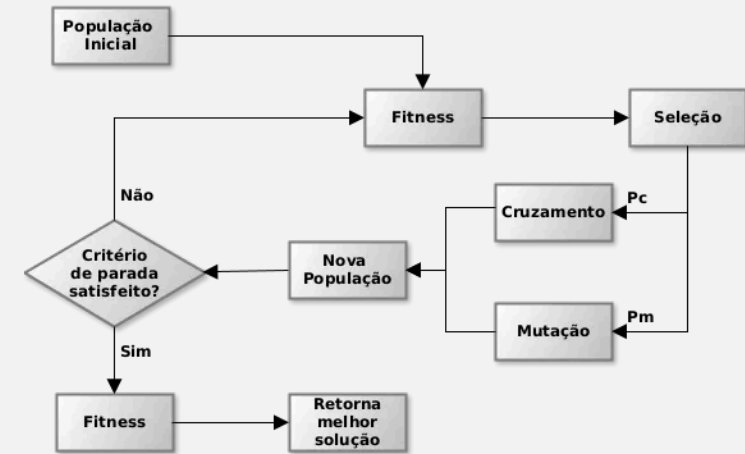 População
Inicial
Fitness
Seleção
Não
Cruzamento
Pc
Critério
de parada
satisfeito?
Nova
População
Mutação
Pm
Sim
Fitness
Retorna
melhor
solução